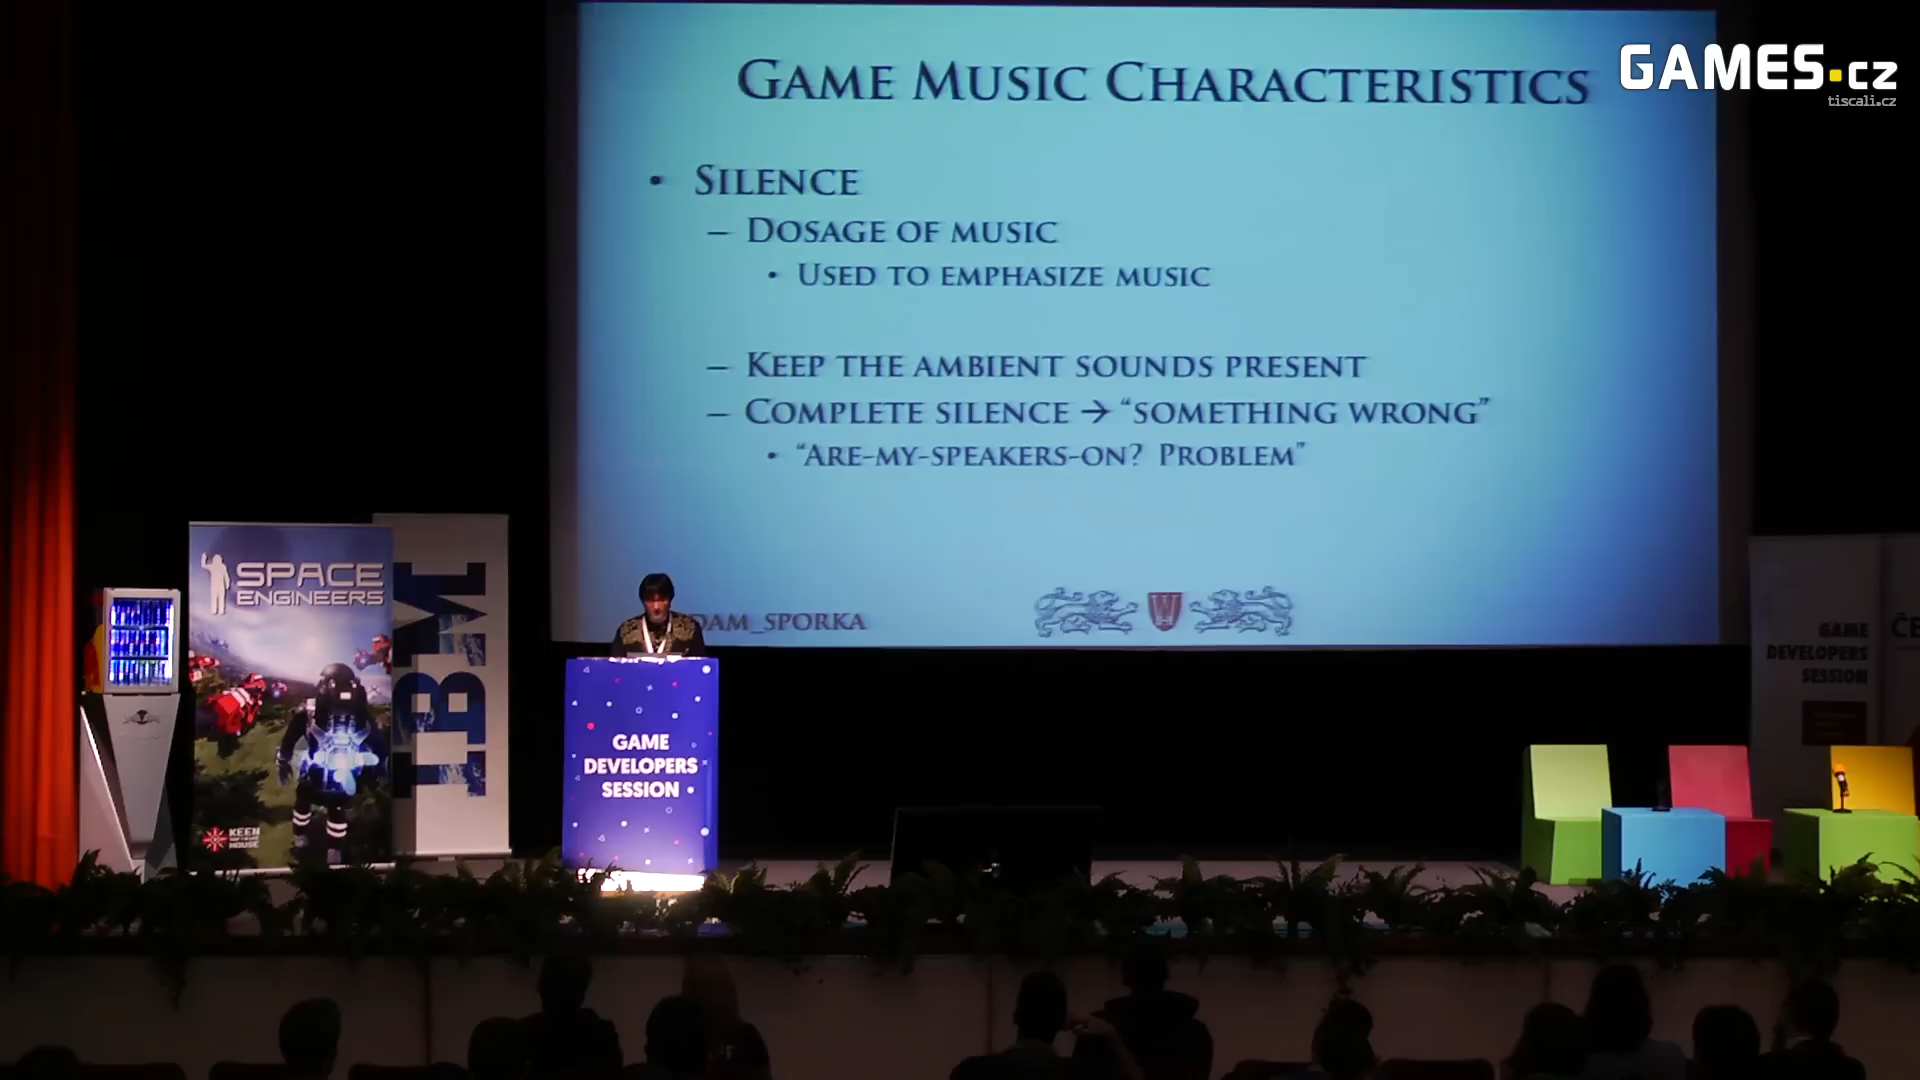 GAMES.cz
tiscali.cz
GAME MUSIC CHARACTERISTICS
• SILENCE
– DOSAGE OF MUSIC
• USED TO EMPHASIZE MUSIC
– KEEP THE AMBIENT SOUNDS PRESENT
– COMPLETE SILENCE → “SOMETHING WRONG”
• “ARE-MY-SPEAKERS-ON? PROBLEM”
DAM_SPORKA
SPACE
ENGINEERS
IBM
KEEN
SOFTWARE
HOUSE
GAME
DEVELOPERS
SESSION
GAME
DEVELOPERS
SESSION